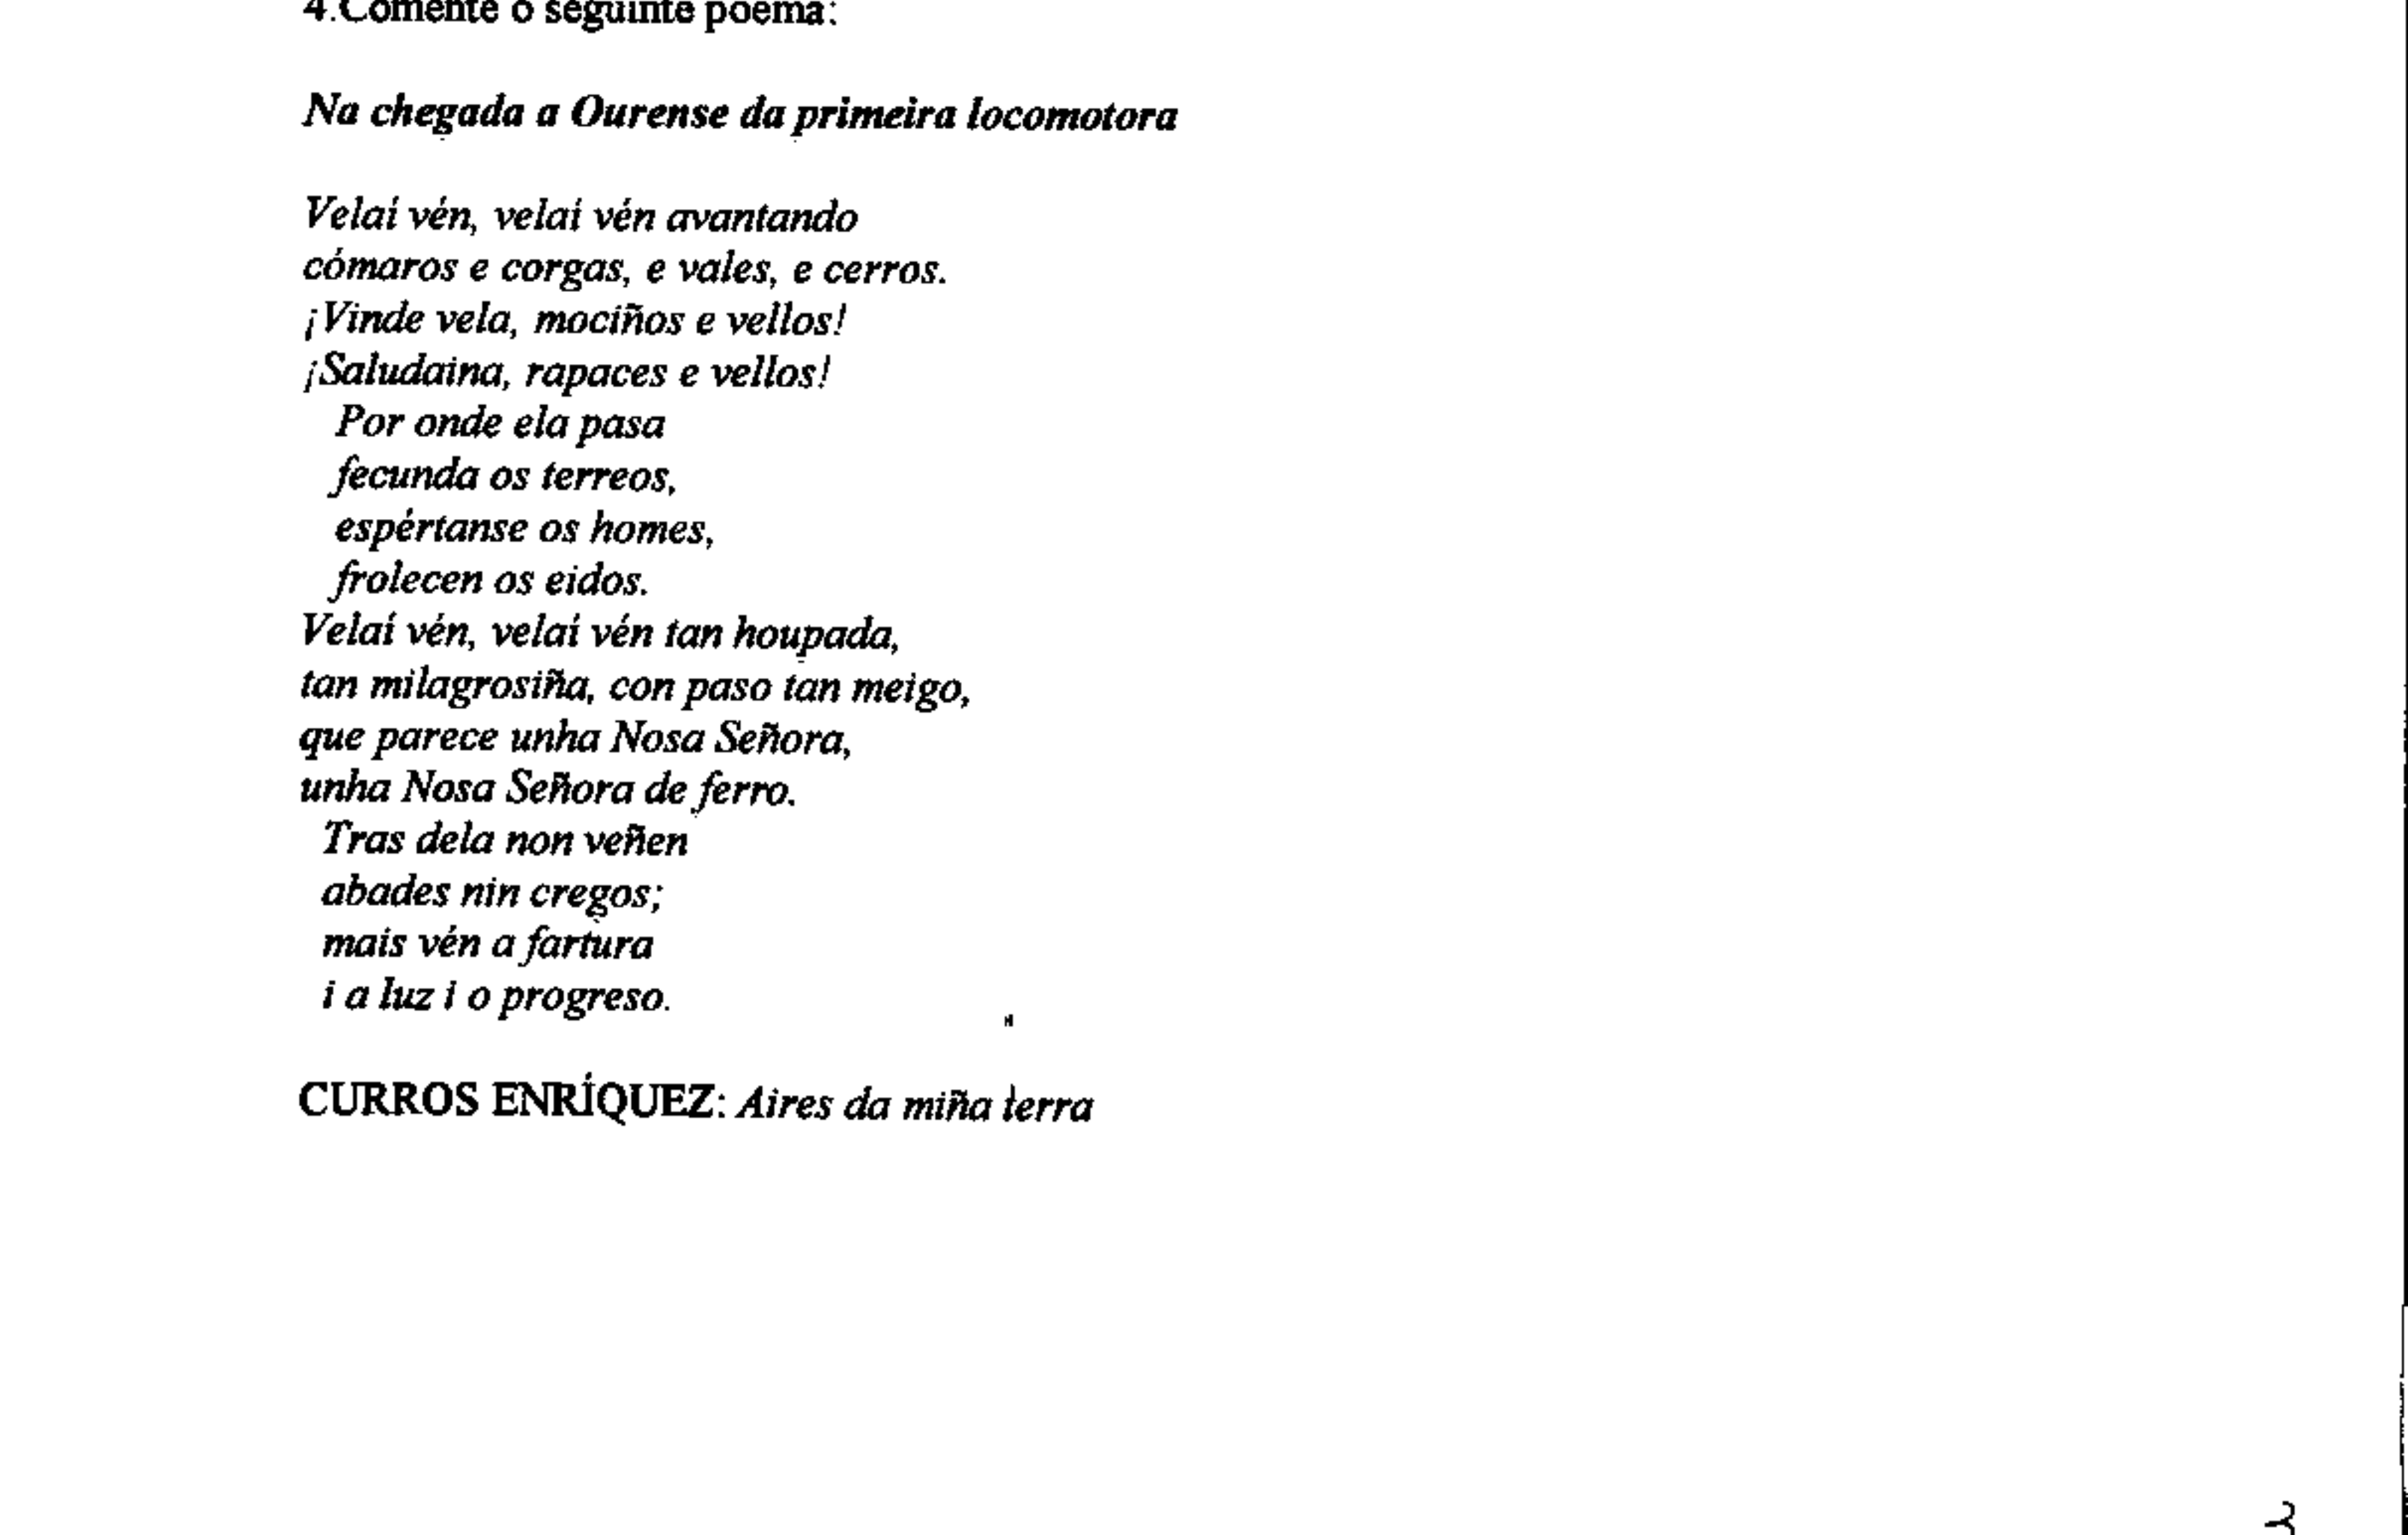 4.Comente o seguinte poema:
Na chegada a Ourense da primeira locomotora
Velaí vén, velaí vén avantando
cómaros e corgas, e vales, e cerros.
¡Vinde vela, mociños e vellos!
¡Saludaina, rapaces e vellos!
Por onde ela pasa
fecunda os terreos,
espértanse os homes,
frolecen os eidos.
Velaí vén, velaí vén tan houpada,
tan milagrosiña, con paso tan meigo,
que parece unha Nosa Señora,
unha Nosa Señora de ferro.
Tras dela non veñen
abades nin cregos;
mais vén a fartura
i a luz i o progreso.
CURROS ENRÍQUEZ: Aires da miña terra